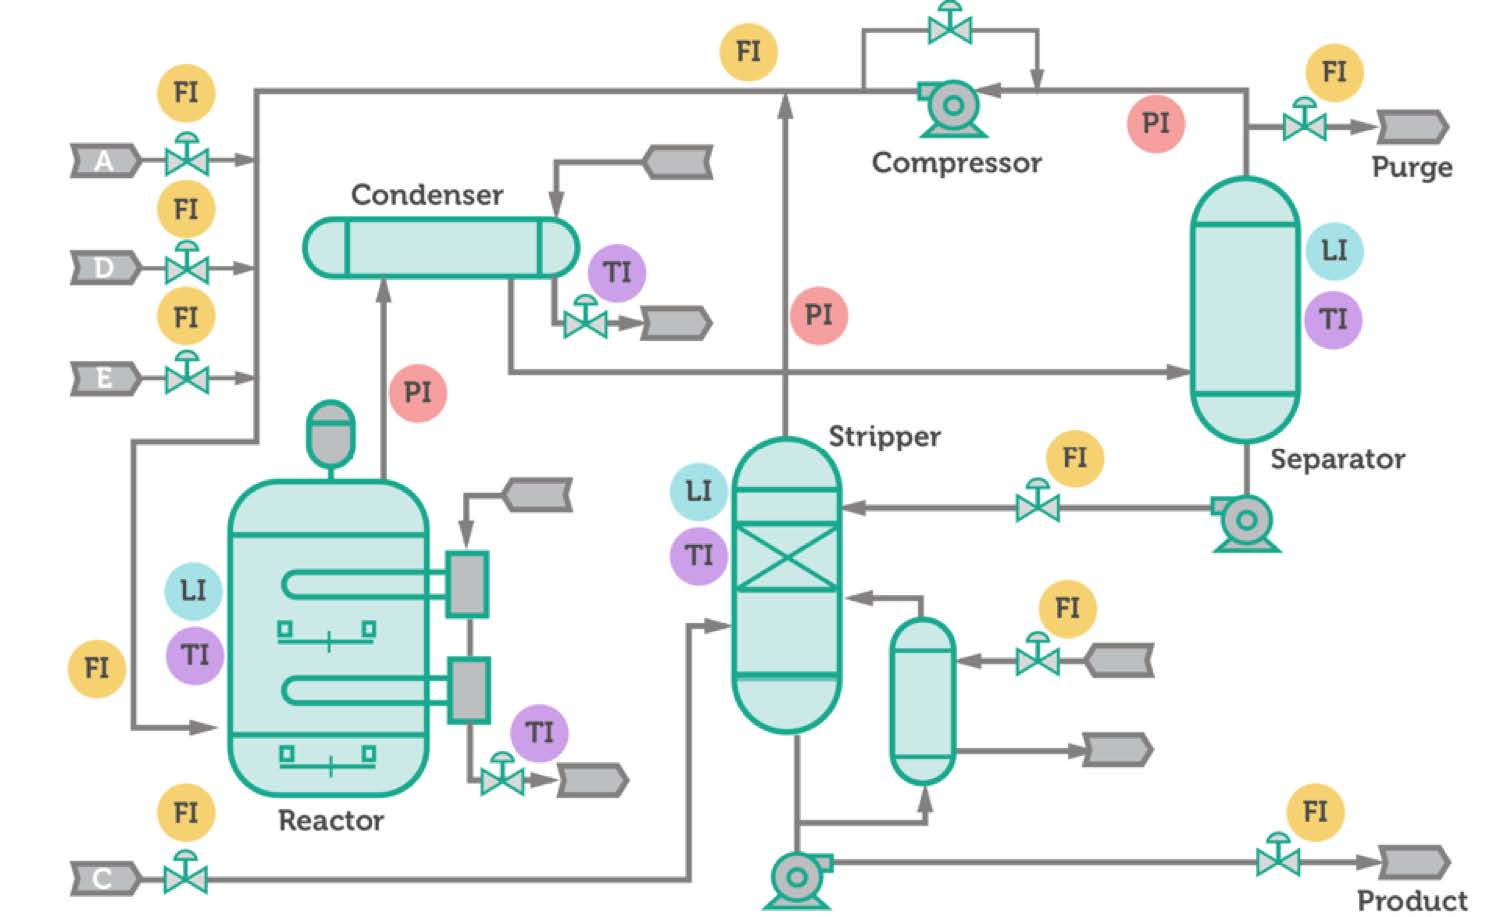 FI
FI
FI
A
PI
Compressor
Purge
Condenser
FI
D
TI
LI
FI
PI
TI
E
PI
Stripper
FI
Separator
LI
TI
LI
FI
TI
FI
TI
FI
Reactor
FI
C
Product